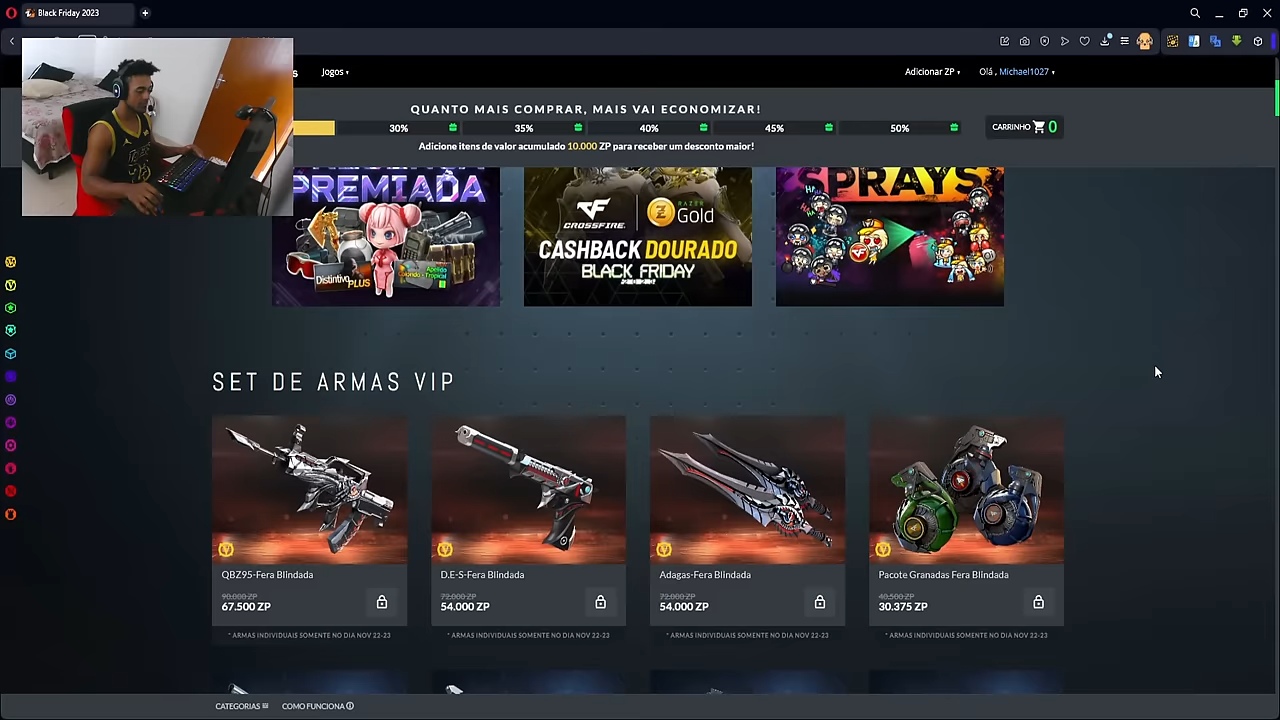 Black Friday 2023
s
Jogos
Adicionar ZP
Olá, Michael1027
QUANTO MAIS COMPRAR, MAIS VAI ECONOMIZAR!
30%
35%
40%
45%
50%
CARRINHO 0
Adicione itens de valor acumulado 10.000 ZP para receber um desconto maior!
PREMIADA
Distintivo PLUS
CROSSFIRE
RAZER
Gold
CASHBACK DOURADO
BLACK FRIDAY
SPRAYS
SET DE ARMAS VIP
QBZ95-Fera Blindada
90.000 ZP
67.500 ZP
* ARMAS INDIVIDUAIS SOMENTE NO DIA NOV 22-23
D.E-S-Fera Blindada
72.000 ZP
54.000 ZP
* ARMAS INDIVIDUAIS SOMENTE NO DIA NOV 22-23
Adagas-Fera Blindada
72.000 ZP
54.000 ZP
* ARMAS INDIVIDUAIS SOMENTE NO DIA NOV 22-23
Pacote Granadas Fera Blindada
40.500 ZP
30.375 ZP
* ARMAS INDIVIDUAIS SOMENTE NO DIA NOV 22-23
CATEGORIAS
COMO FUNCIONA